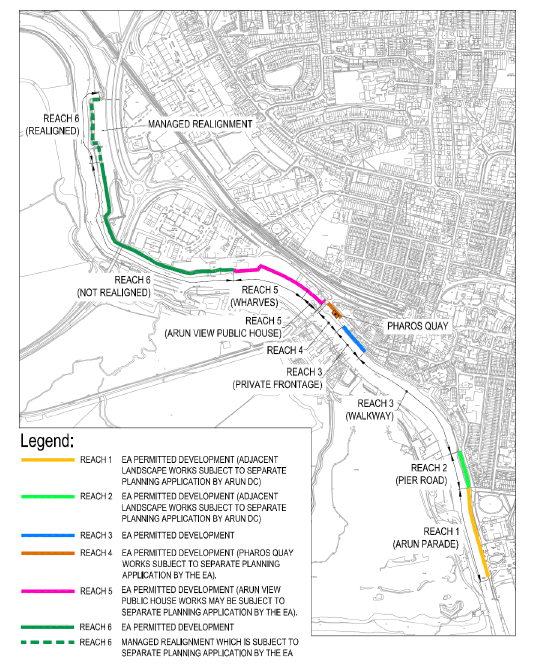 REACH 6
(REALIGNED)
MANAGED REALIGNMENT
REACH 6
(NOT REALIGNED)
REACH 5
(WHARVES)
REACH 5
(ARUN VIEW PUBLIC HOUSE)
PHAROS QUAY
REACH 4
REACH 3
(PRIVATE FRONTAGE)
REACH 3
(WALKWAY)
REACH 2
(PIER ROAD)
REACH 1
(ARUN PARADE)
Legend:
REACH 1 EA PERMITTED DEVELOPMENT (ADJACENT
LANDSCAPE WORKS SUBJECT TO SEPARATE
PLANNING APPLICATION BY ARUN DC)
REACH 2 EA PERMITTED DEVELOPMENT (ADJACENT
LANDSCAPE WORKS SUBJECT TO SEPARATE
PLANNING APPLICATION BY ARUN DC)
REACH 3 EA PERMITTED DEVELOPMENT
REACH 4 EA PERMITTED DEVELOPMENT (PHAROS QUAY
WORKS SUBJECT TO SEPARATE PLANNING
APPLICATION BY THE EA).
REACH 5 EA PERMITTED DEVELOPMENT (ARUN VIEW
PUBLIC HOUSE WORKS MAY BE SUBJECT TO
SEPARATE PLANNING APPLICATION BY THE EA).
REACH 6 EA PERMITTED DEVELOPMENT
REACH 6 MANAGED REALIGNMENT WHICH IS SUBJECT TO
SEPARATE PLANNING APPLICATION BY THE EA